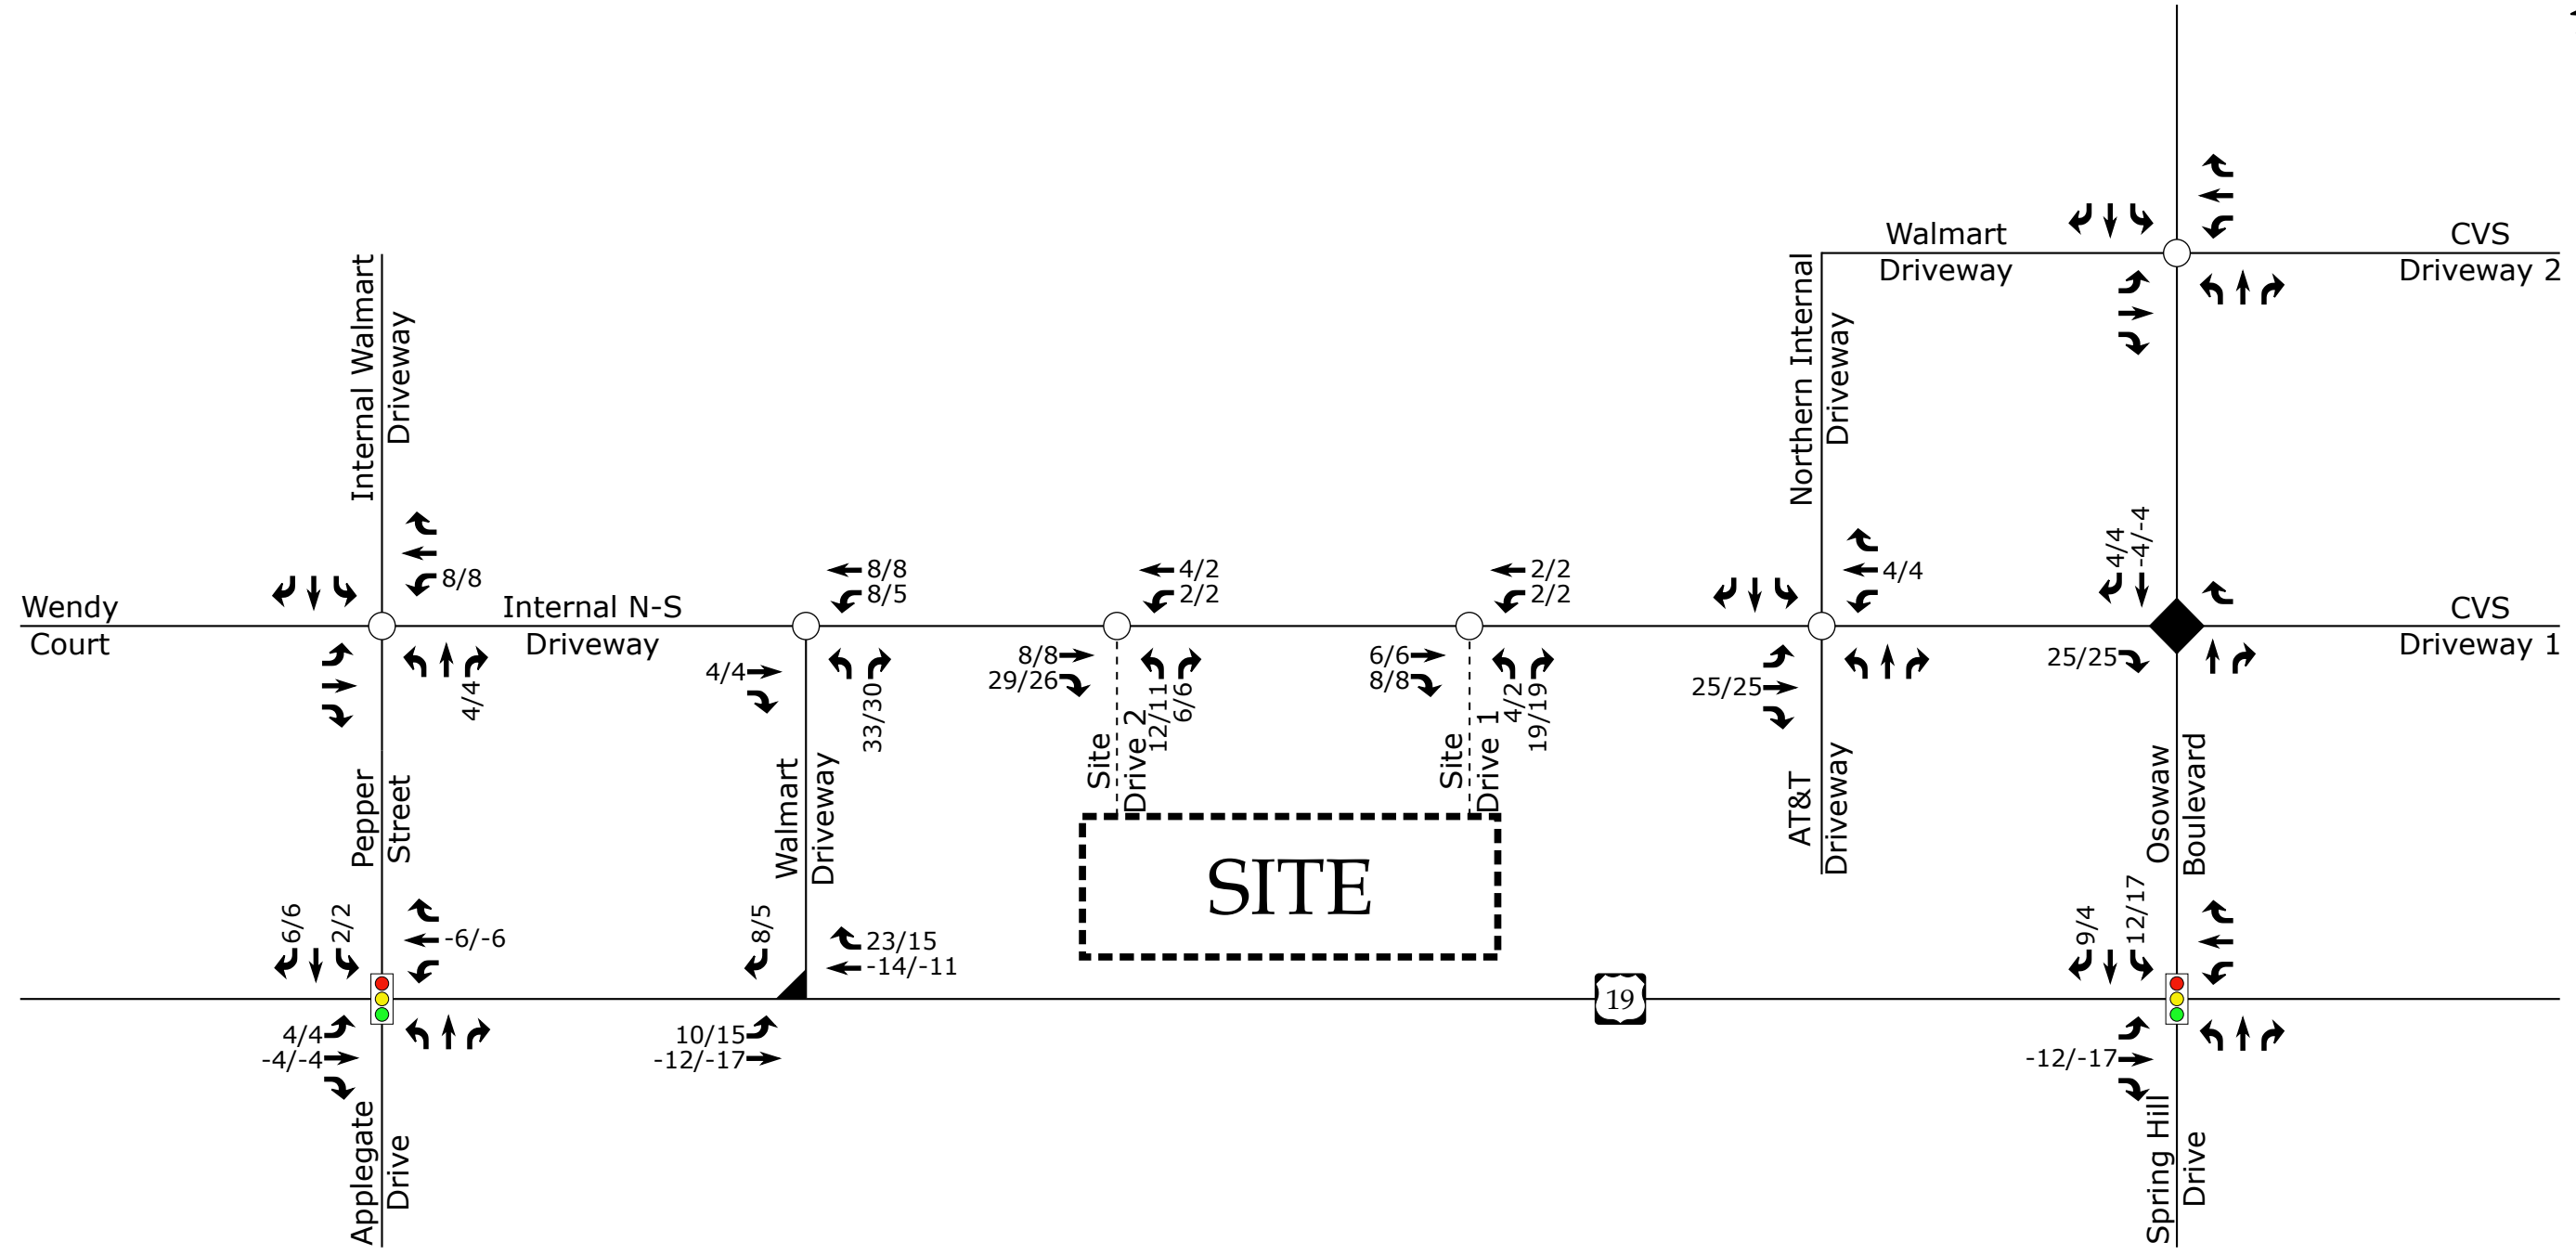 Walmart
Driveway
CVS
Driveway 2
Internal Walmart
Driveway
Northern Internal
Driveway
Wendy
Court
8/8
4/4
Internal N-S
Driveway
8/8
8/5
4/4
33/30
4/2
2/2
8/8
29/26
12/11
6/6
2/2
2/2
6/6
8/8
4/2
19/19
4/4
25/25
4/4
-4/-4
25/25
CVS
Driveway 1
Pepper
Street
Walmart
Driveway
Site
Drive 2
Site
Drive 1
AT&T
Driveway
Osowaw
Boulevard
SITE
6/6
2/2
-6/-6
8/5
23/15
-14/-11
9/4
12/17
19
4/4
-4/-4
10/15
-12/-17
-12/-17
Applegate
Drive
Spring Hill
Drive